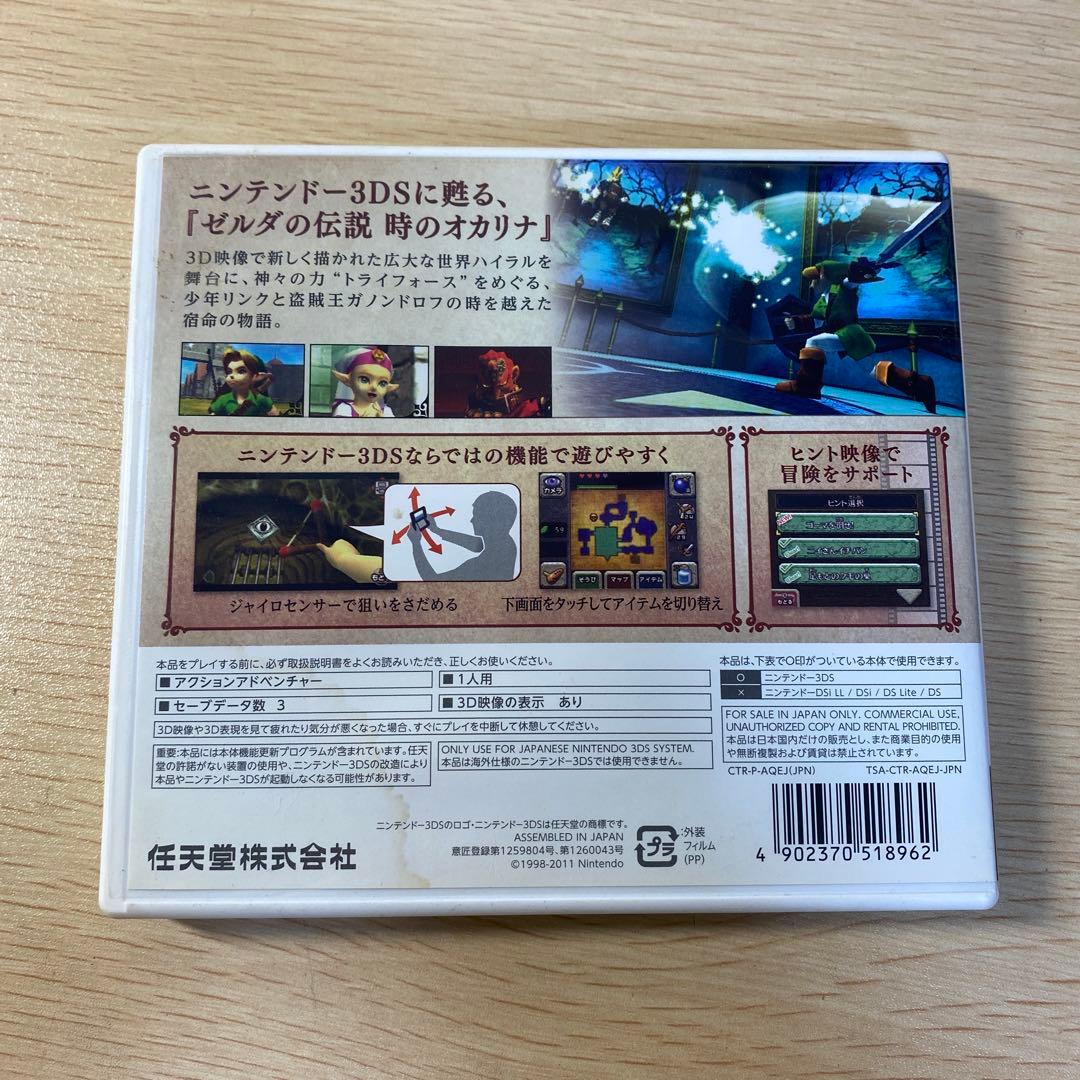 ニンテンドー3DSに甦る、
『ゼルダの伝説 時のオカリナ』
3D映像で新しく描かれた広大な世界ハイラルを
舞台に、神々の力“トライフォース”をめぐる、
少年リンクと盗賊王ガノンドロフの時を越えた
宿命の物語。
ニンテンドー3DSならではの機能で遊びやすく
カメラ
59
そうび
マップ
アイテム
ジャイロセンサーで狙いをさだめる
下画面をタッチしてアイテムを切り替え
ヒント映像で
冒険をサポート
ヒント選択
もどる
本品をプレイする前に、必ず取扱説明書をよくお読みいただき、正しくお使いください。
■アクションアドベンチャー
■1人用
■セーブデータ数 3
■3D映像の表示 あり
3D映像や3D表現を見て疲れたり気分が悪くなった場合、すぐにプレイを中断して休憩してください。
重要:本品には本体機能更新プログラムが含まれています。任天
堂の許諾がない装置の使用や、ニンテンドー3DSの改造により
本品やニンテンドー3DSが起動しなくなる可能性があります。
ONLY USE FOR JAPANESE NINTENDO 3DS SYSTEM.
本品は海外仕様のニンテンドー3DSでは使用できません。
本品は、下表で○印がついている本体で使用できます。
○ ニンテンドー3DS
× ニンテンドーDSi LL / DSi / DS Lite / DS
FOR SALE IN JAPAN ONLY. COMMERCIAL USE,
UNAUTHORIZED COPY AND RENTAL PROHIBITED.
本品は日本国内だけの販売とし、また商業目的の使用
や無断複製および賃貸は禁止されています。
CTR-P-AQEJ(JPN)
TSA-CTR-AQEJ-JPN
任天堂株式会社
ニンテンドー3DSのロゴ・ニンテンドー3DSは任天堂の商標です。
ASSEMBLED IN JAPAN
意匠登録第1259804号、第1260043号
©1998-2011 Nintendo
プラ
:外装
フィルム
(PP)
4 902370 518962